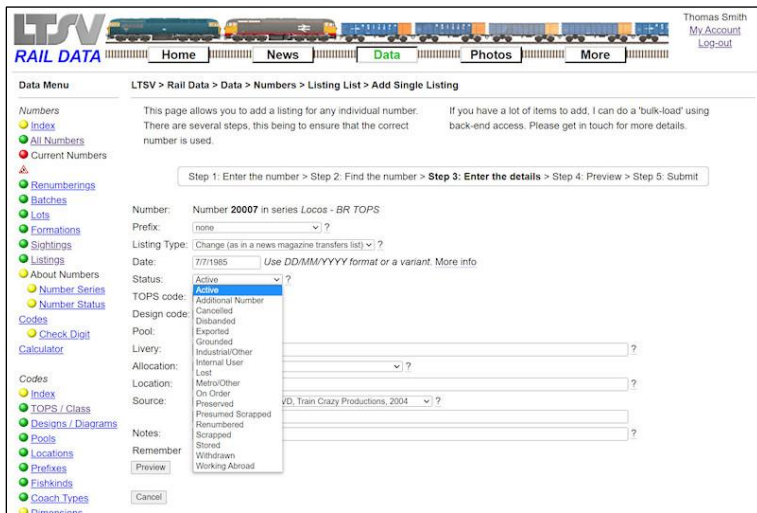 LTSV
RAIL DATA
Home
News
Data
Photos
More
Thomas Smith
My Account
Log-out
Data Menu
Numbers
Index
All Numbers
Current Numbers
Renumberings
Batches
Lots
Formations
Sightings
Listings
About Numbers
Number Series
Number Status
Codes
Check Digit
Calculator
Codes
Index
TOPS / Class
Designs / Diagrams
Pools
Locations
Prefixes
Fishkinds
Coach Types
Dimensions
LTSV > Rail Data > Data > Numbers > Listing List > Add Single Listing
This page allows you to add a listing for any individual number.
There are several steps, this being to ensure that the correct
number is used.
If you have a lot of items to add, I can do a 'bulk-load' using
back-end access. Please get in touch for more details.
Step 1: Enter the number > Step 2: Find the number > Step 3: Enter the details > Step 4: Preview > Step 5: Submit
Number: Number 20007 in series Locos - BR TOPS
Prefix: none ?
Listing Type: Change (as in a news magazine transfers list) ?
Date: 7/7/1985 Use DD/MM/YYYY format or a variant. More info
Status: Active ?
Active
Additional Number
Cancelled
Disbanded
Exported
Grounded
Industrial/Other
Internal User
Lost
Metro/Other
On Order
Preserved
Presumed Scrapped
Renumbered
Scrapped
Stored
Withdrawn
Working Abroad
TOPS code:
Design code:
Pool:
Livery: ?
Allocation: ?
Location: ?
Source: VD, Train Crazy Productions, 2004 ?
Notes: ?
Remember
Preview
Cancel